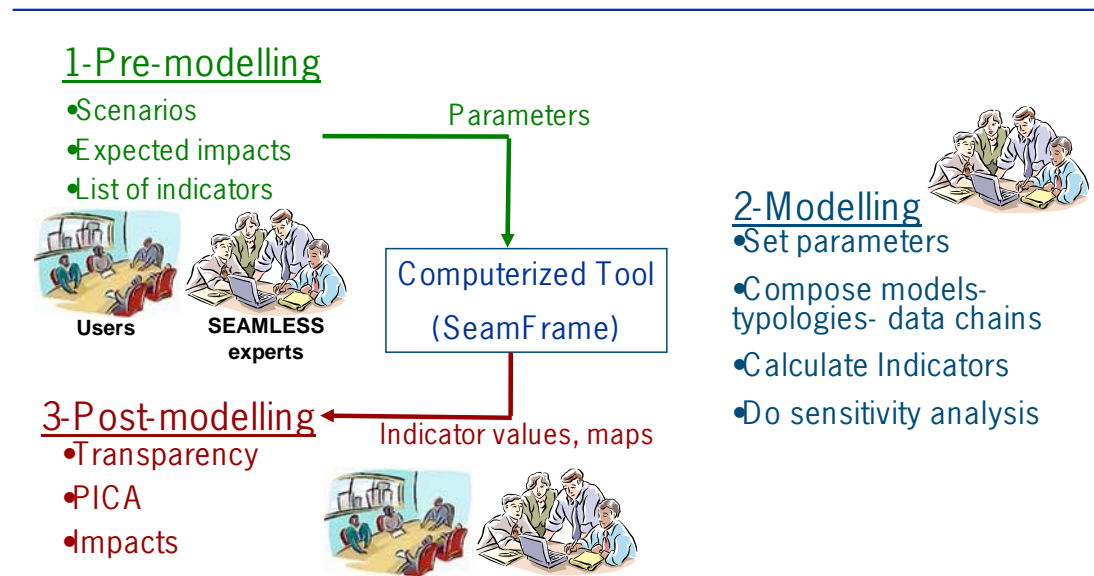 1-Pre-modelling
•Scenarios
•Expected impacts
•List of indicators
Users
SEAMLESS
experts
Parameters
Computerized Tool
(SeamFrame)
2-Modelling
•Set parameters
•Compose models-
typologies- data chains
•Calculate Indicators
•Do sensitivity analysis
3-Post-modelling
•Transparency
•PICA
•Impacts
Indicator values, maps